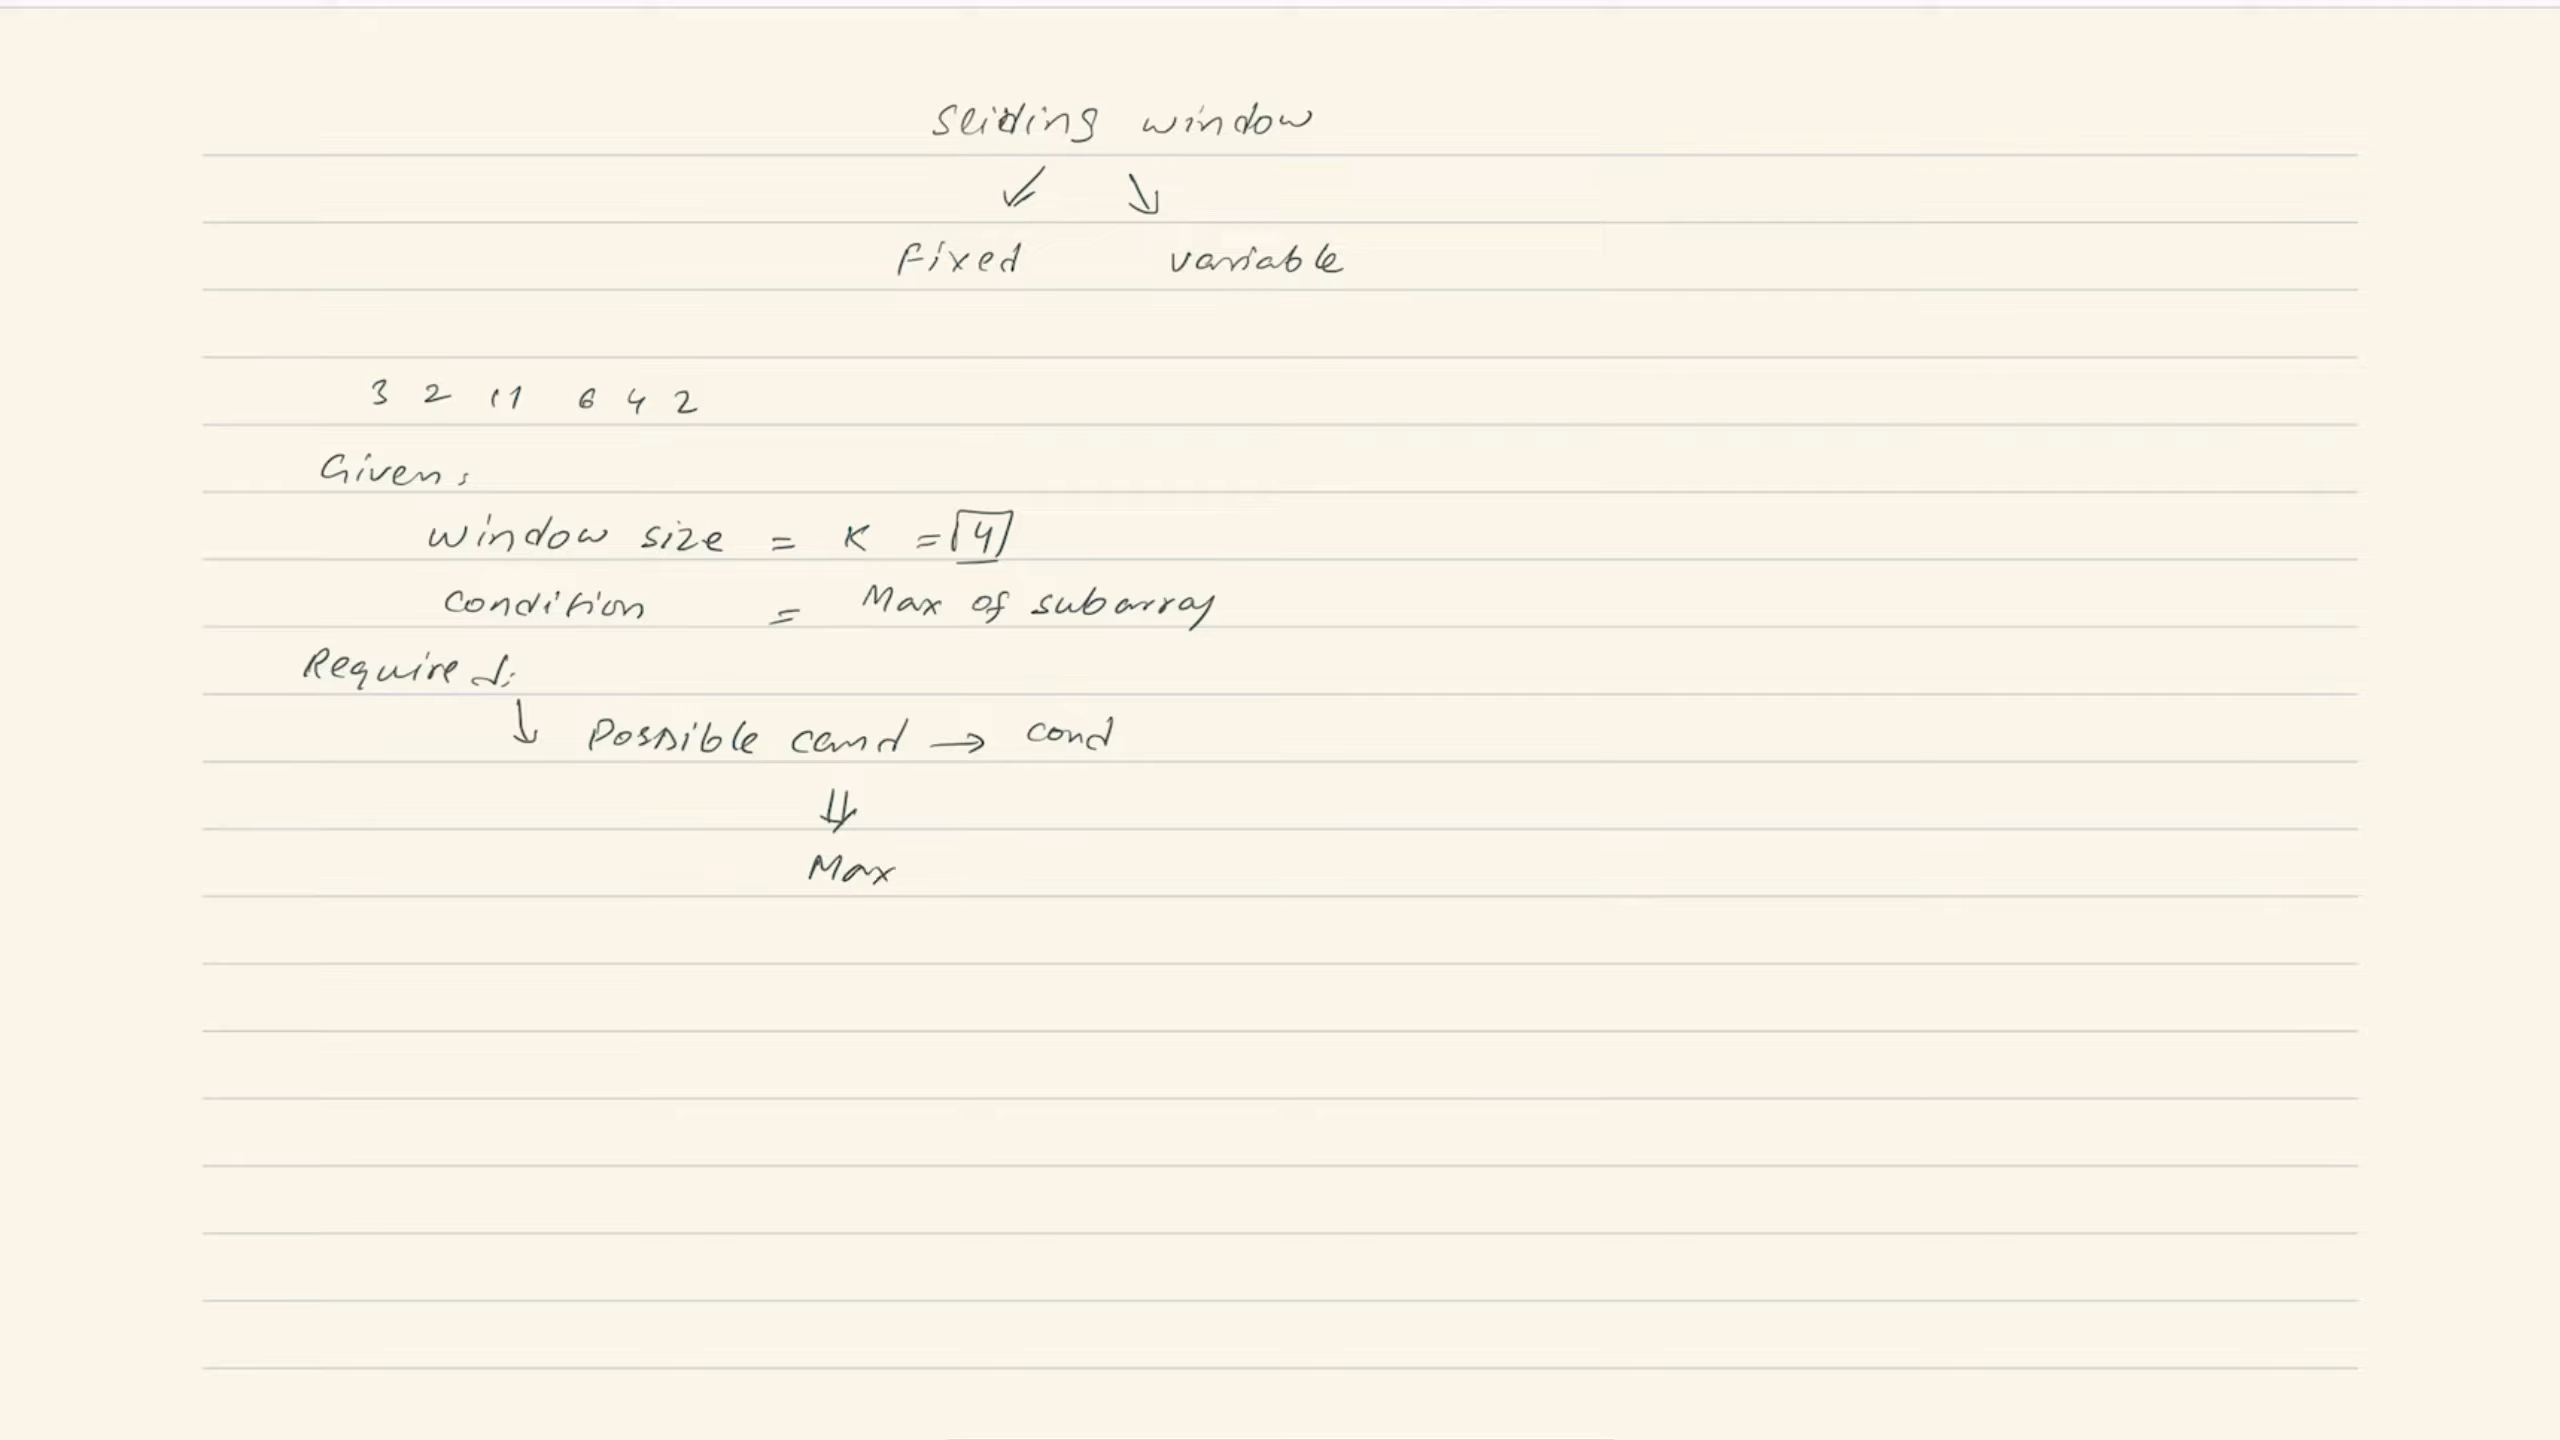 sliding window
↙ ↘
fixed variable
3 2 11 6 4 2
Given:
window size = K = 4
condition = Max of subarray
Required:
↓ possible cand → cond
⇓
Max